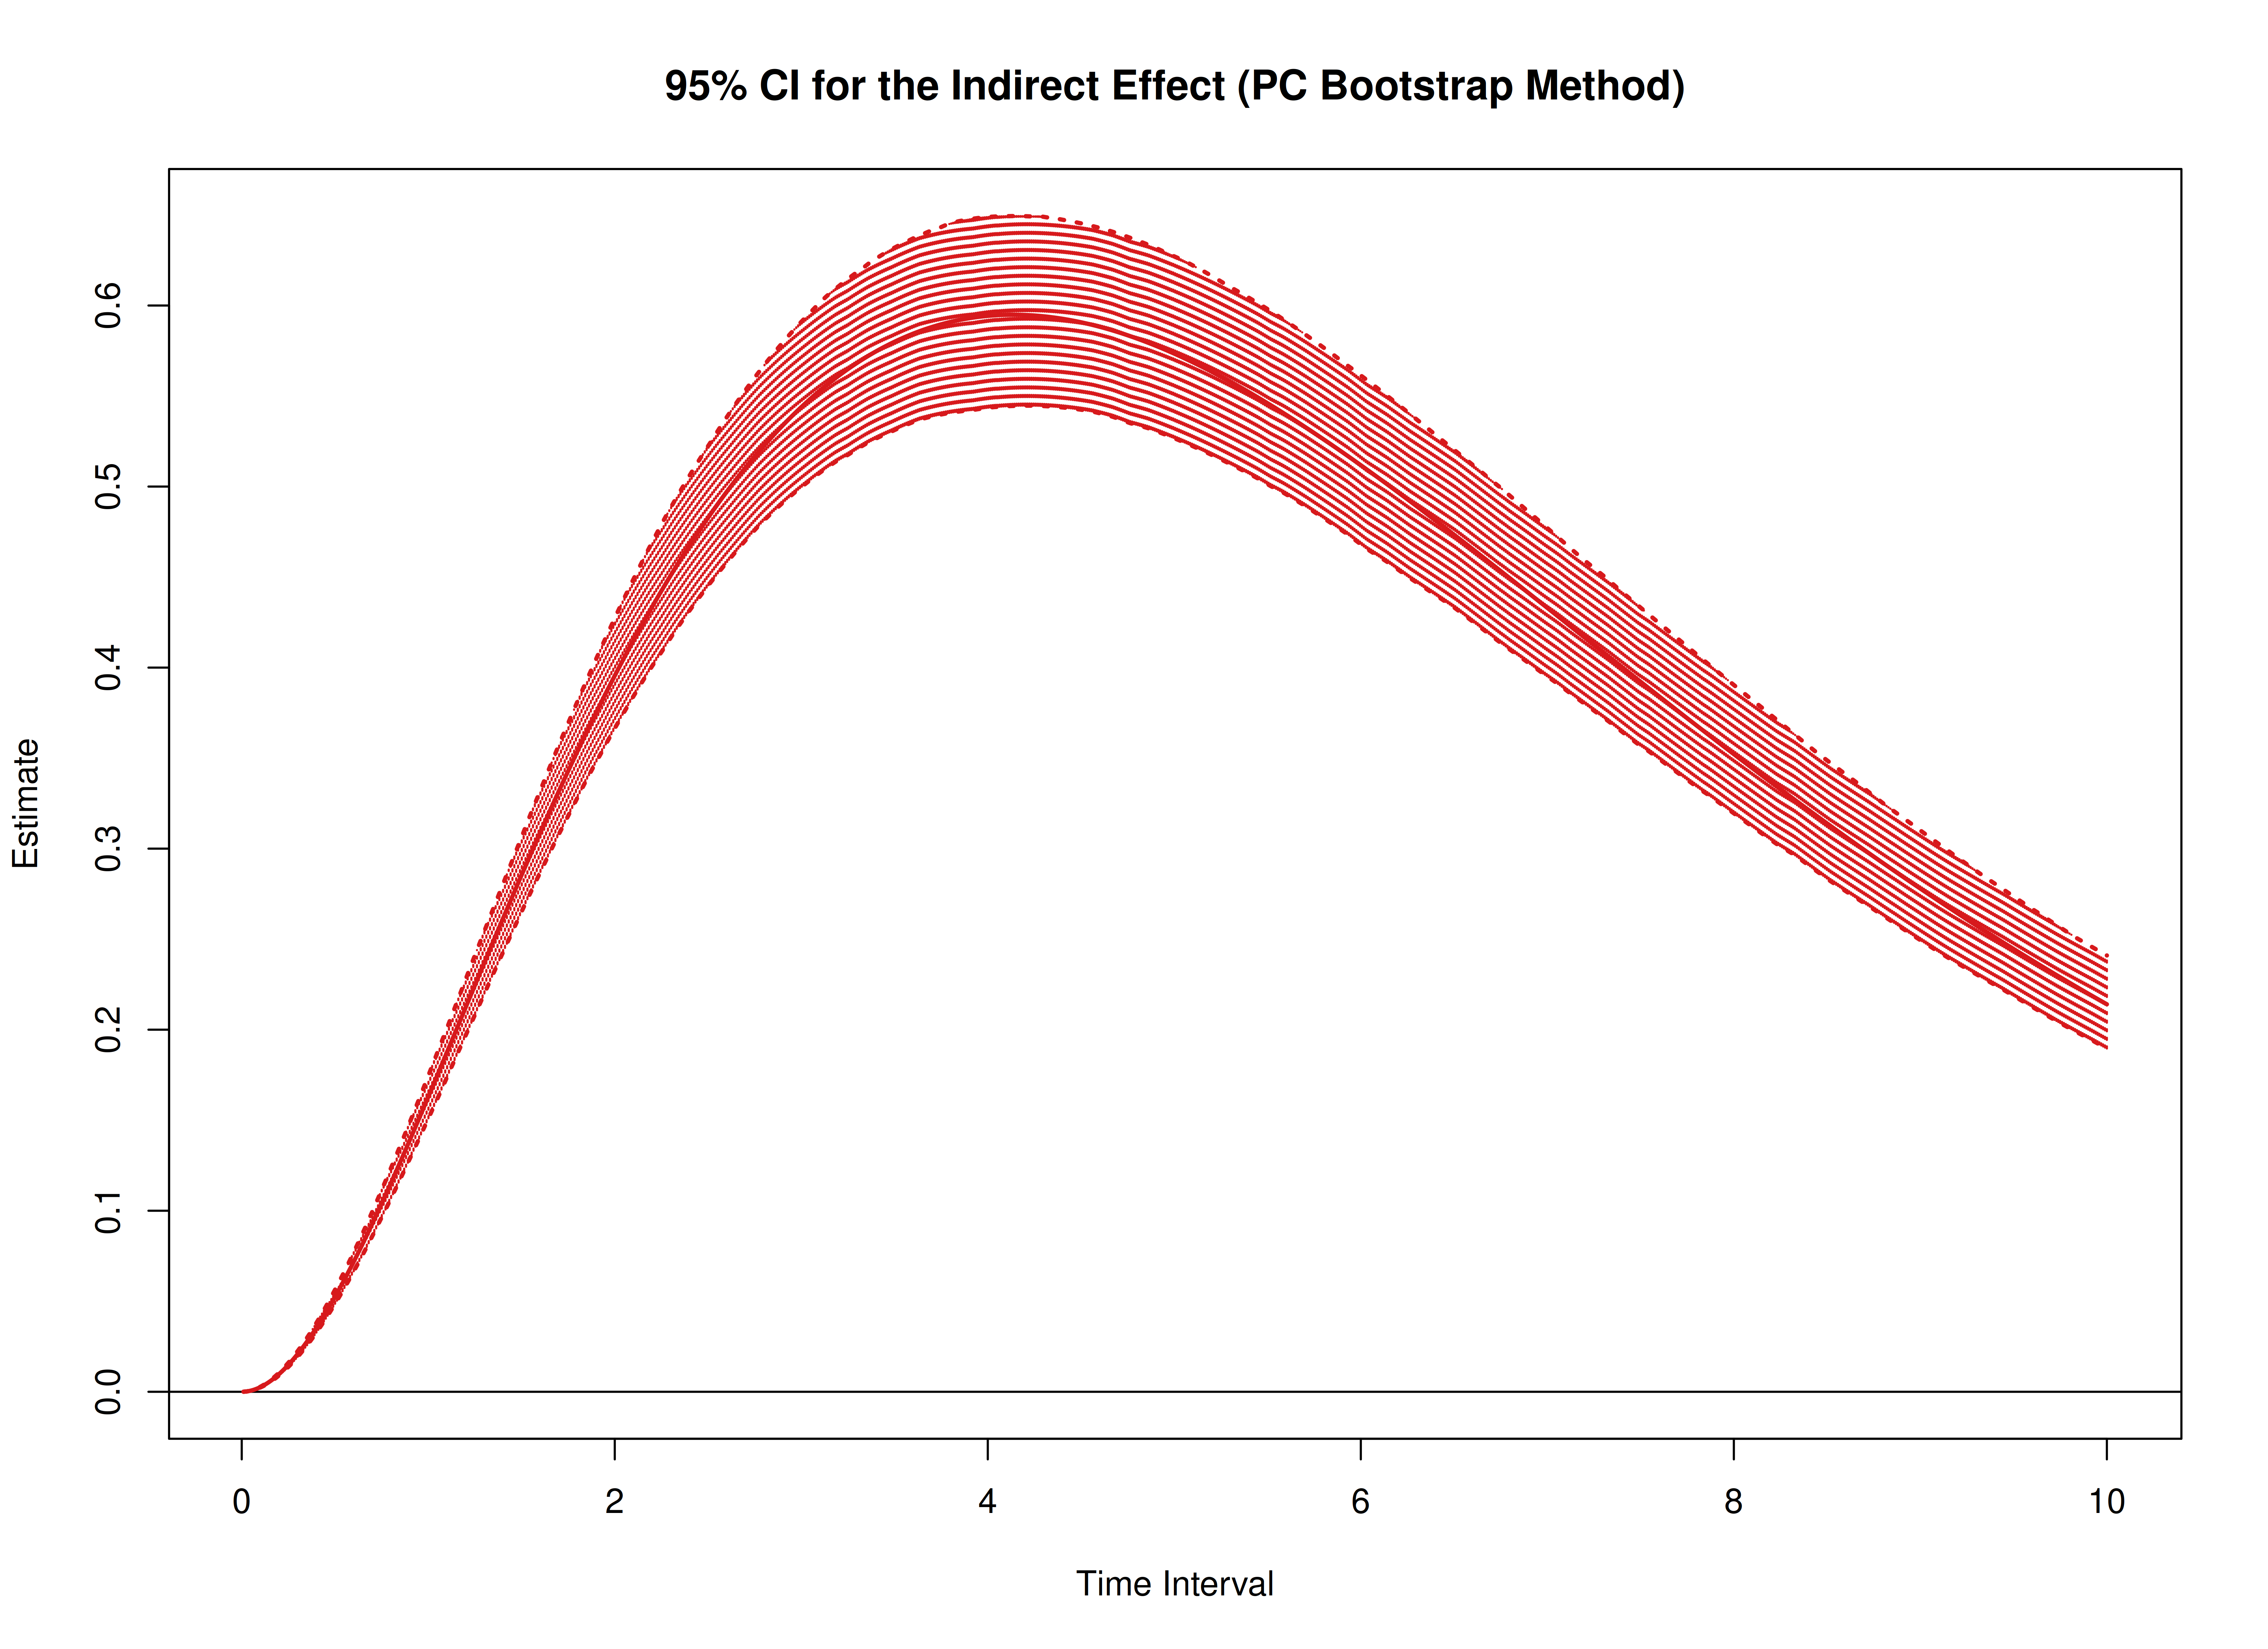 95% CI for the Indirect Effect (PC Bootstrap Method)
Estimate
0.6
0.5
0.4
0.3
0.2
0.1
0.0
0 2 4 6 8 10
Time Interval